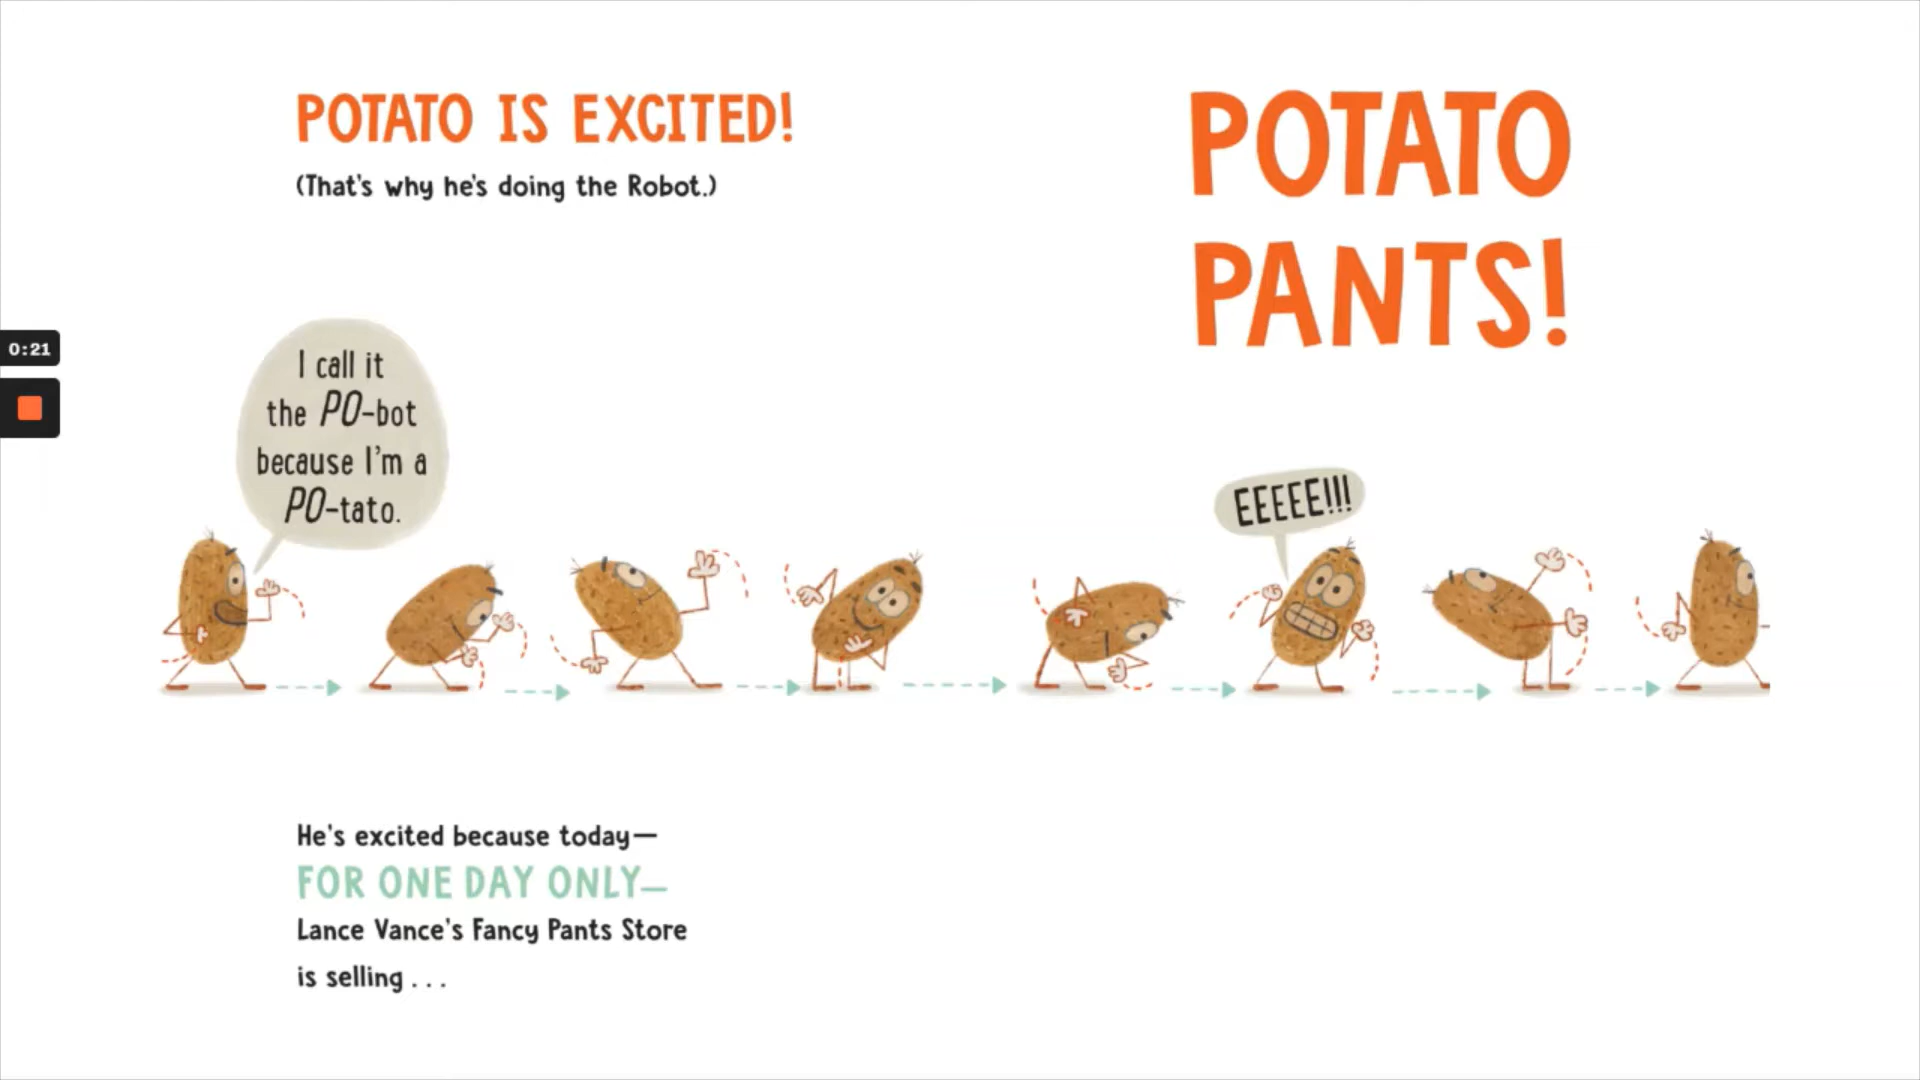 POTATO IS EXCITED!
(That's why he's doing the Robot.)
I call it
the PO-bot
because I'm a
PO-tato.
He's excited because today—
FOR ONE DAY ONLY—
Lance Vance's Fancy Pants Store
is selling . . .
POTATO
PANTS!
EEEEE!!!
0:21